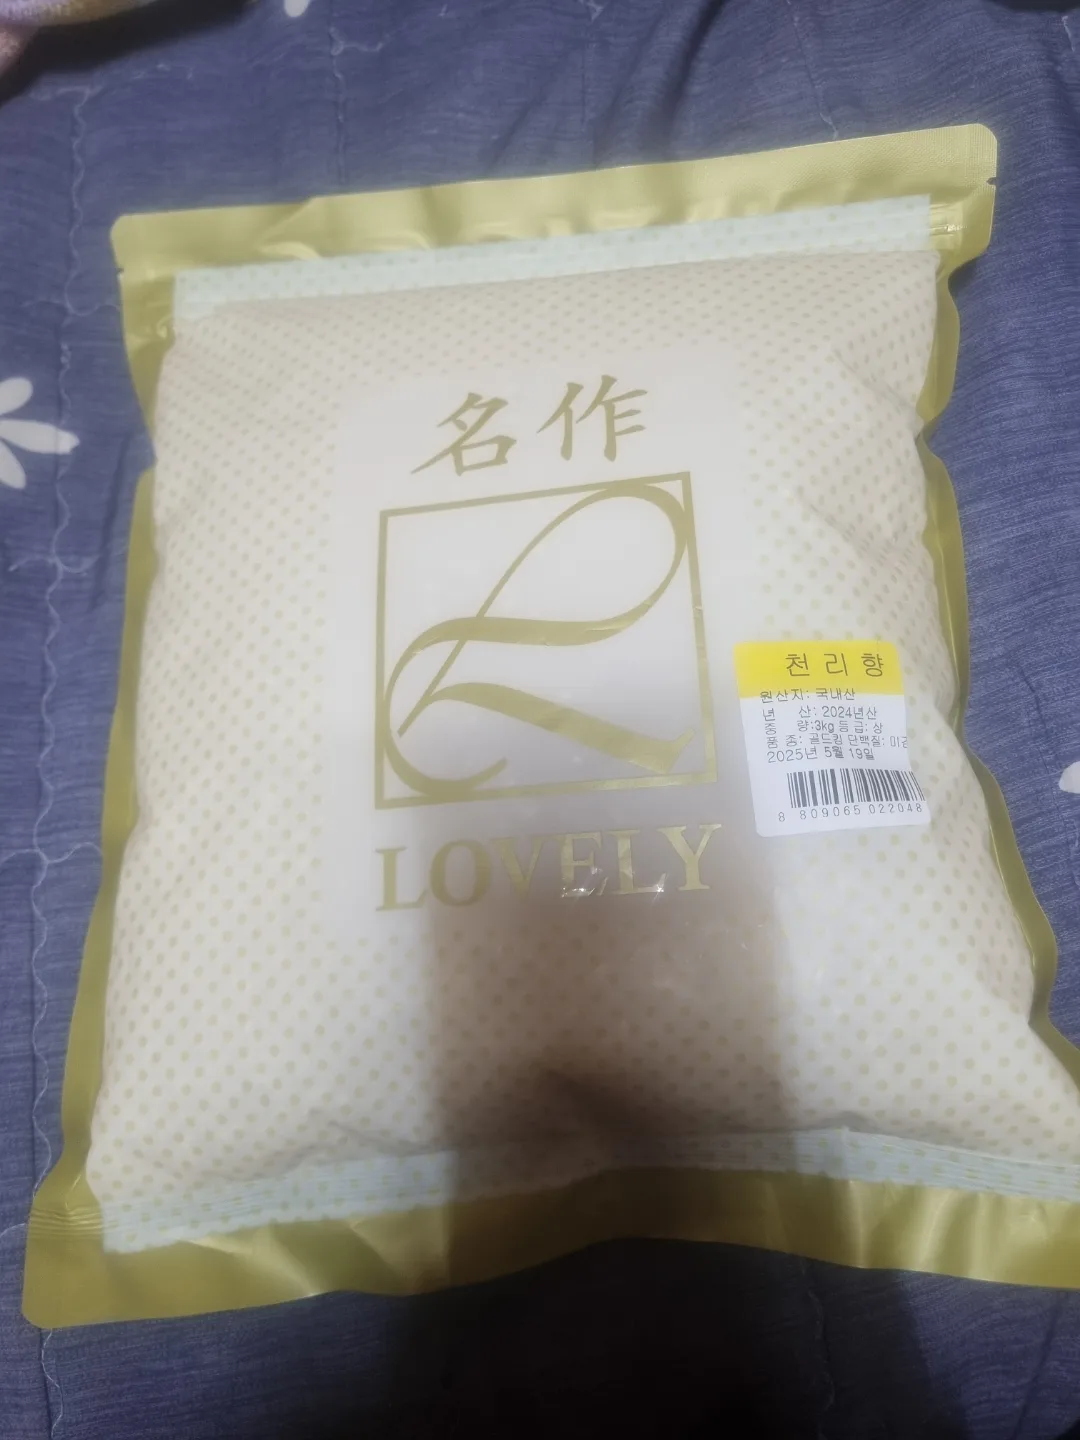 名作
LOVELY
천리향
원산지: 국내산
년 산: 2024년산
중 량:3kg 등급: 상
품 종: 골드퀸 단백질:
2025년 5월 19일
8 809065 022048